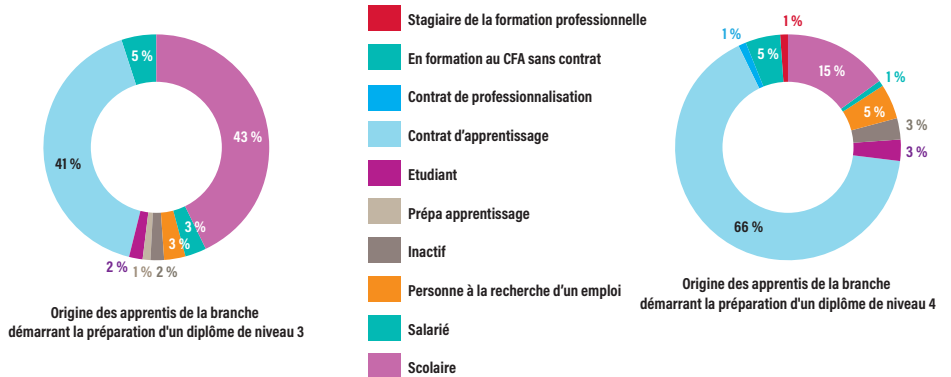 5 %
43 %
41 %
3 %
3 %
2 %
1 %
2 %
Origine des apprentis de la branche
démarrant la préparation d'un diplôme de niveau 3
Stagiaire de la formation professionnelle
En formation au CFA sans contrat
Contrat de professionnalisation
Contrat d'apprentissage
Etudiant
Prépa apprentissage
Inactif
Personne à la recherche d'un emploi
Salarié
Scolaire
1 %
1 %
5 %
15 %
1 %
5 %
3 %
3 %
66 %
Origine des apprentis de la branche
démarrant la préparation d'un diplôme de niveau 4